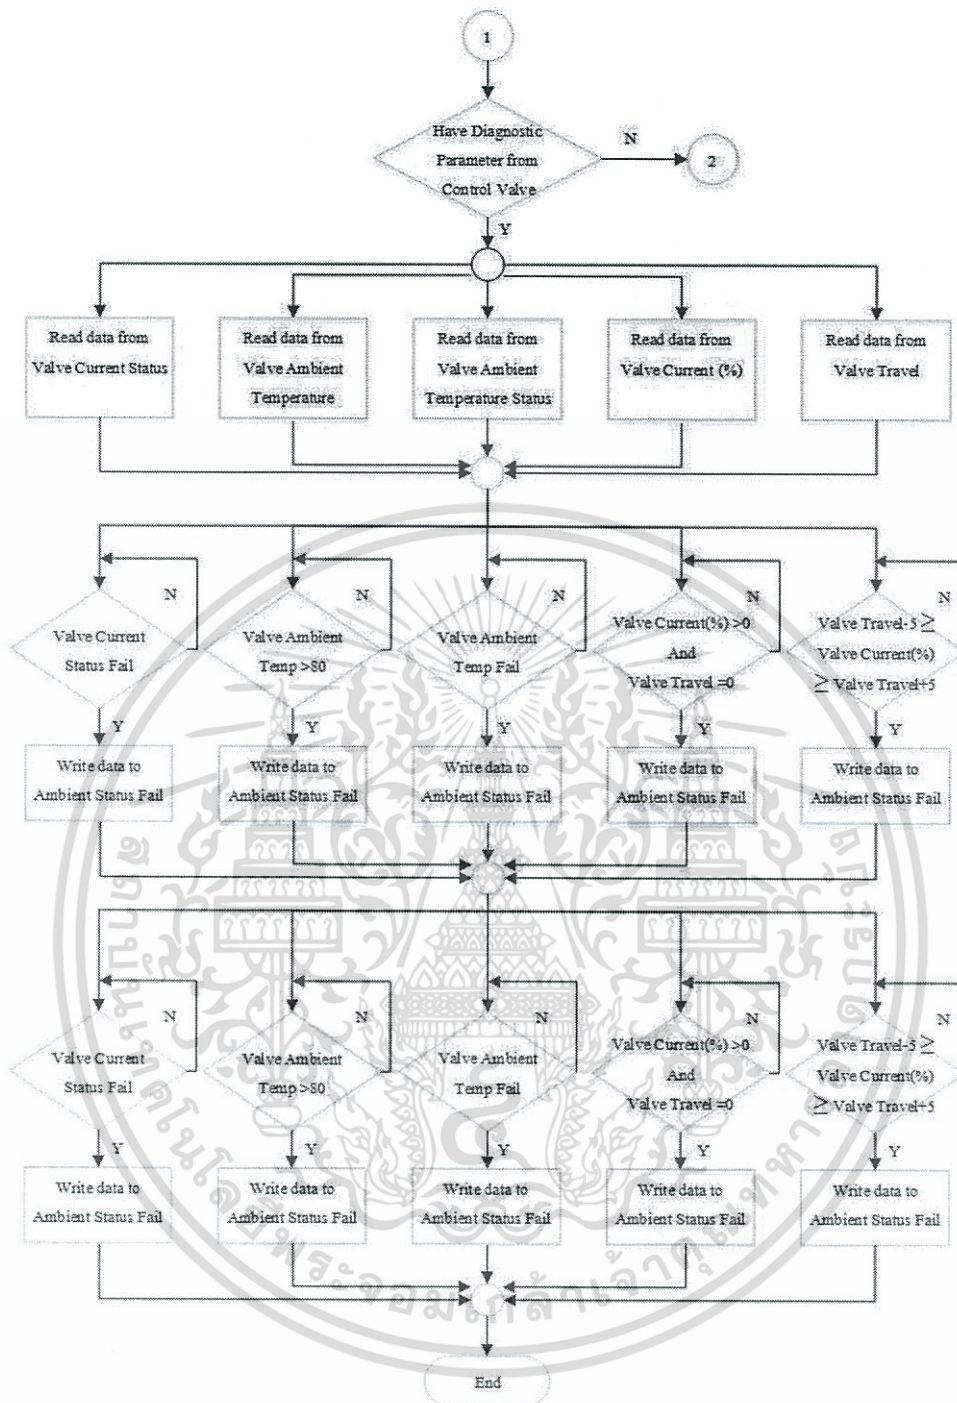 1
Have Diagnostic
Parameter from
Control Valve
N
2
Y
Read data from
Valve Current Status
Read data from
Valve Ambient
Temperature
Read data from
Valve Ambient
Temperature Status
Read data from
Valve Current (%)
Read data from
Valve Travel
N
N
N
N
N
Valve Current
Status Fail
Valve Ambient
Temp >80
Valve Ambient
Temp Fail
Valve Current(%) >0
And
Valve Travel =0
Valve Travel-5 ≥
Valve Current(%)
≥ Valve Travel+5
Y
Y
Y
Y
Y
Write data to
Ambient Status Fail
Write data to
Ambient Status Fail
Write data to
Ambient Status Fail
Write data to
Ambient Status Fail
Write data to
Ambient Status Fail
N
N
N
N
N
Valve Current
Status Fail
Valve Ambient
Temp >80
Valve Ambient
Temp Fail
Valve Current(%) >0
And
Valve Travel =0
Valve Travel-5 ≥
Valve Current(%)
≥ Valve Travel+5
Y
Y
Y
Y
Y
Write data to
Ambient Status Fail
Write data to
Ambient Status Fail
Write data to
Ambient Status Fail
Write data to
Ambient Status Fail
Write data to
Ambient Status Fail
End